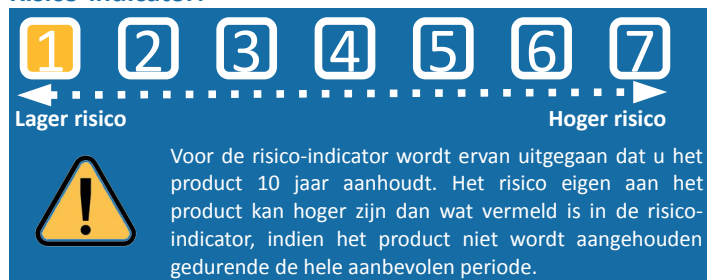 1 2 3 4 5 6 7
Lager risico Hoger risico
Voor de risico-indicator wordt ervan uitgegaan dat u het
product 10 jaar aanhoudt. Het risico eigen aan het
product kan hoger zijn dan wat vermeld is in de risico-
indicator, indien het product niet wordt aangehouden
gedurende de hele aanbevolen periode.